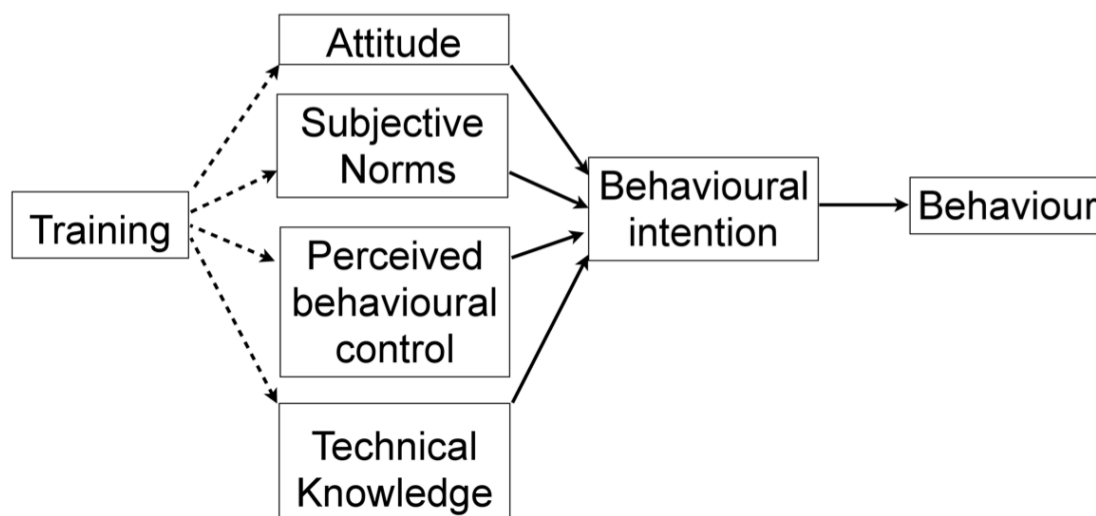 Training
Attitude
Subjective
Norms
Perceived
behavioural
control
Technical
Knowledge
Behavioural
intention
Behaviour